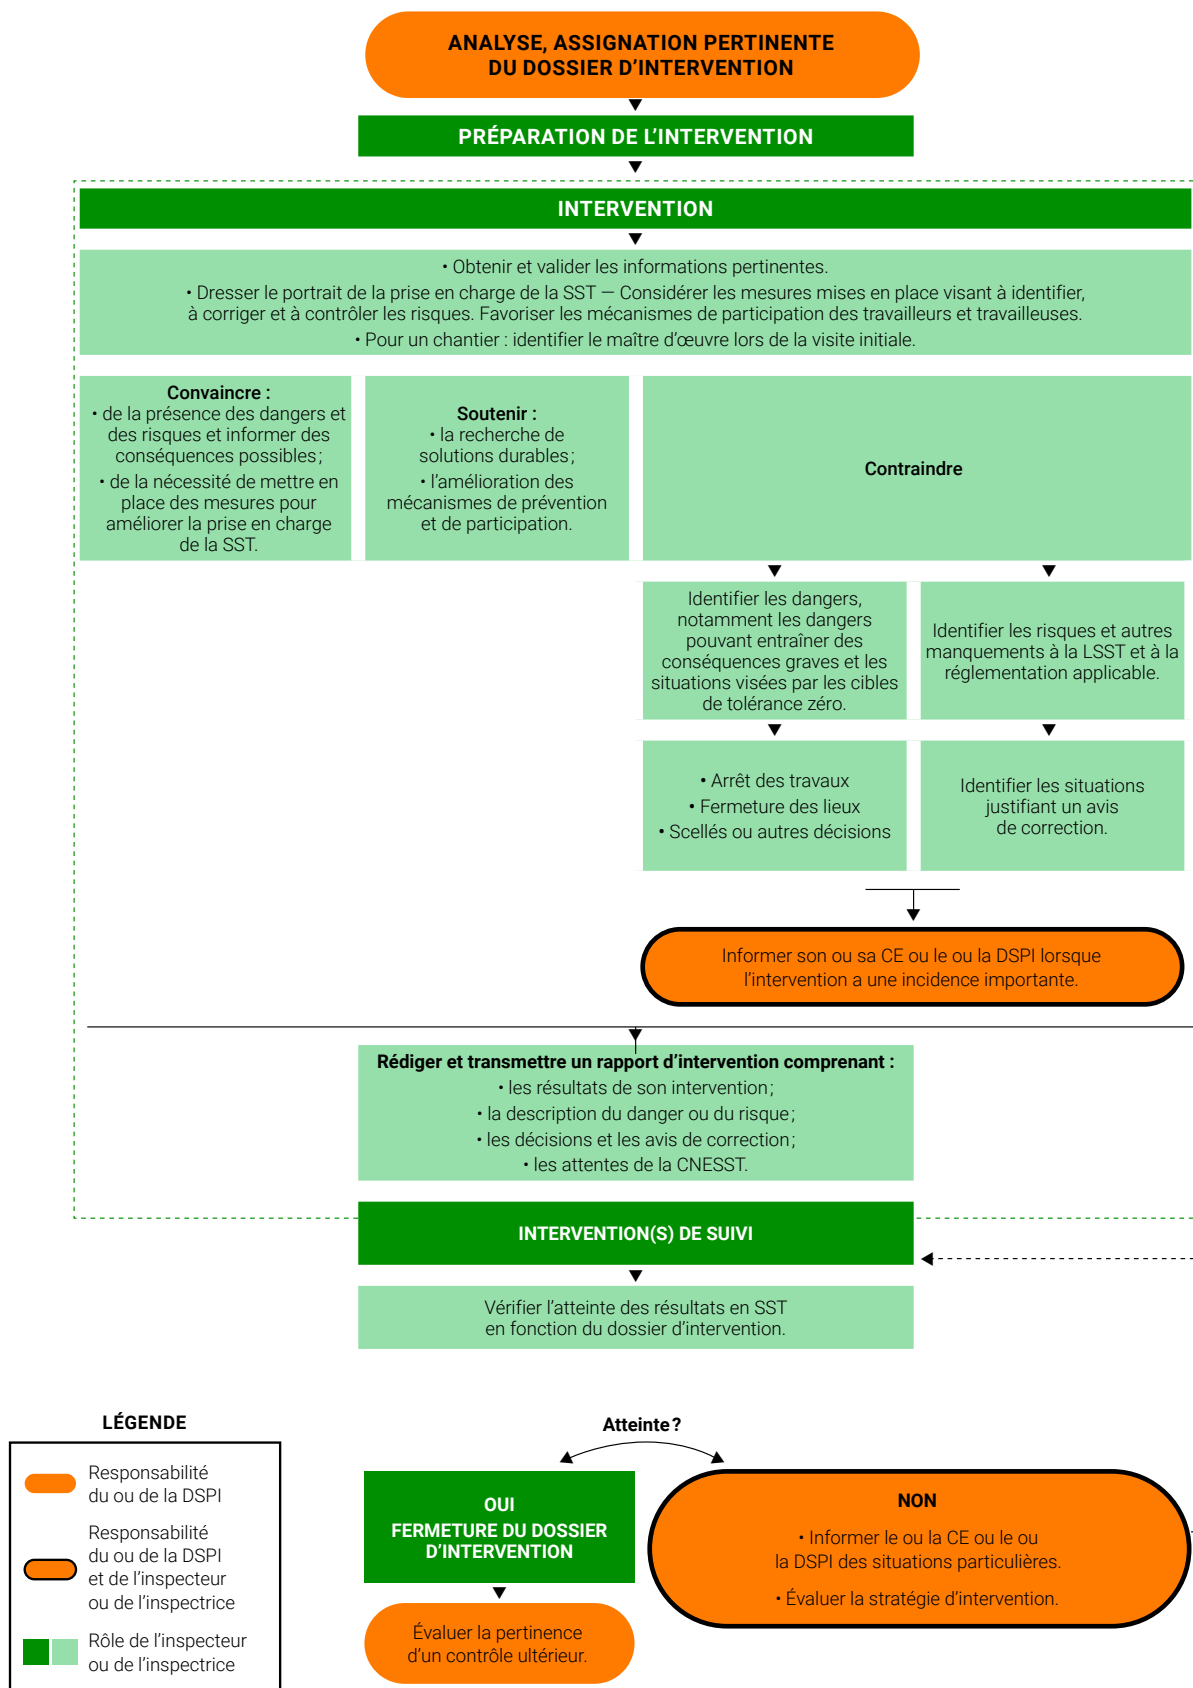 ANALYSE, ASSIGNATION PERTINENTE
DU DOSSIER D'INTERVENTION
PRÉPARATION DE L'INTERVENTION
INTERVENTION
• Obtenir et valider les informations pertinentes.
• Dresser le portrait de la prise en charge de la SST — Considérer les mesures mises en place visant à identifier,
à corriger et à contrôler les risques. Favoriser les mécanismes de participation des travailleurs et travailleuses.
• Pour un chantier : identifier le maître d'œuvre lors de la visite initiale.
Convaincre :
• de la présence des dangers et
des risques et informer des
conséquences possibles;
• de la nécessité de mettre en
place des mesures pour
améliorer la prise en charge
de la SST.
Soutenir :
• la recherche de
solutions durables;
• l'amélioration des
mécanismes de prévention
et de participation.
Contraindre
Identifier les dangers,
notamment les dangers
pouvant entraîner des
conséquences graves et les
situations visées par les cibles
de tolérance zéro.
Identifier les risques et autres
manquements à la LSST et à la
réglementation applicable.
• Arrêt des travaux
• Fermeture des lieux
• Scellés ou autres décisions
Identifier les situations
justifiant un avis
de correction.
Informer son ou sa CE ou le ou la DSPI lorsque
l'intervention a une incidence importante.
Rédiger et transmettre un rapport d'intervention comprenant :
• les résultats de son intervention;
• la description du danger ou du risque;
• les décisions et les avis de correction;
• les attentes de la CNESST.
INTERVENTION(S) DE SUIVI
Vérifier l'atteinte des résultats en SST
en fonction du dossier d'intervention.
Atteinte?
OUI
FERMETURE DU DOSSIER
D'INTERVENTION
NON
• Informer le ou la CE ou le ou
la DSPI des situations particulières.
• Évaluer la stratégie d'intervention.
Évaluer la pertinence
d'un contrôle ultérieur.
LÉGENDE
Responsabilité
du ou de la DSPI
Responsabilité
du ou de la DSPI
et de l'inspecteur
ou de l'inspectrice
Rôle de l'inspecteur
ou de l'inspectrice